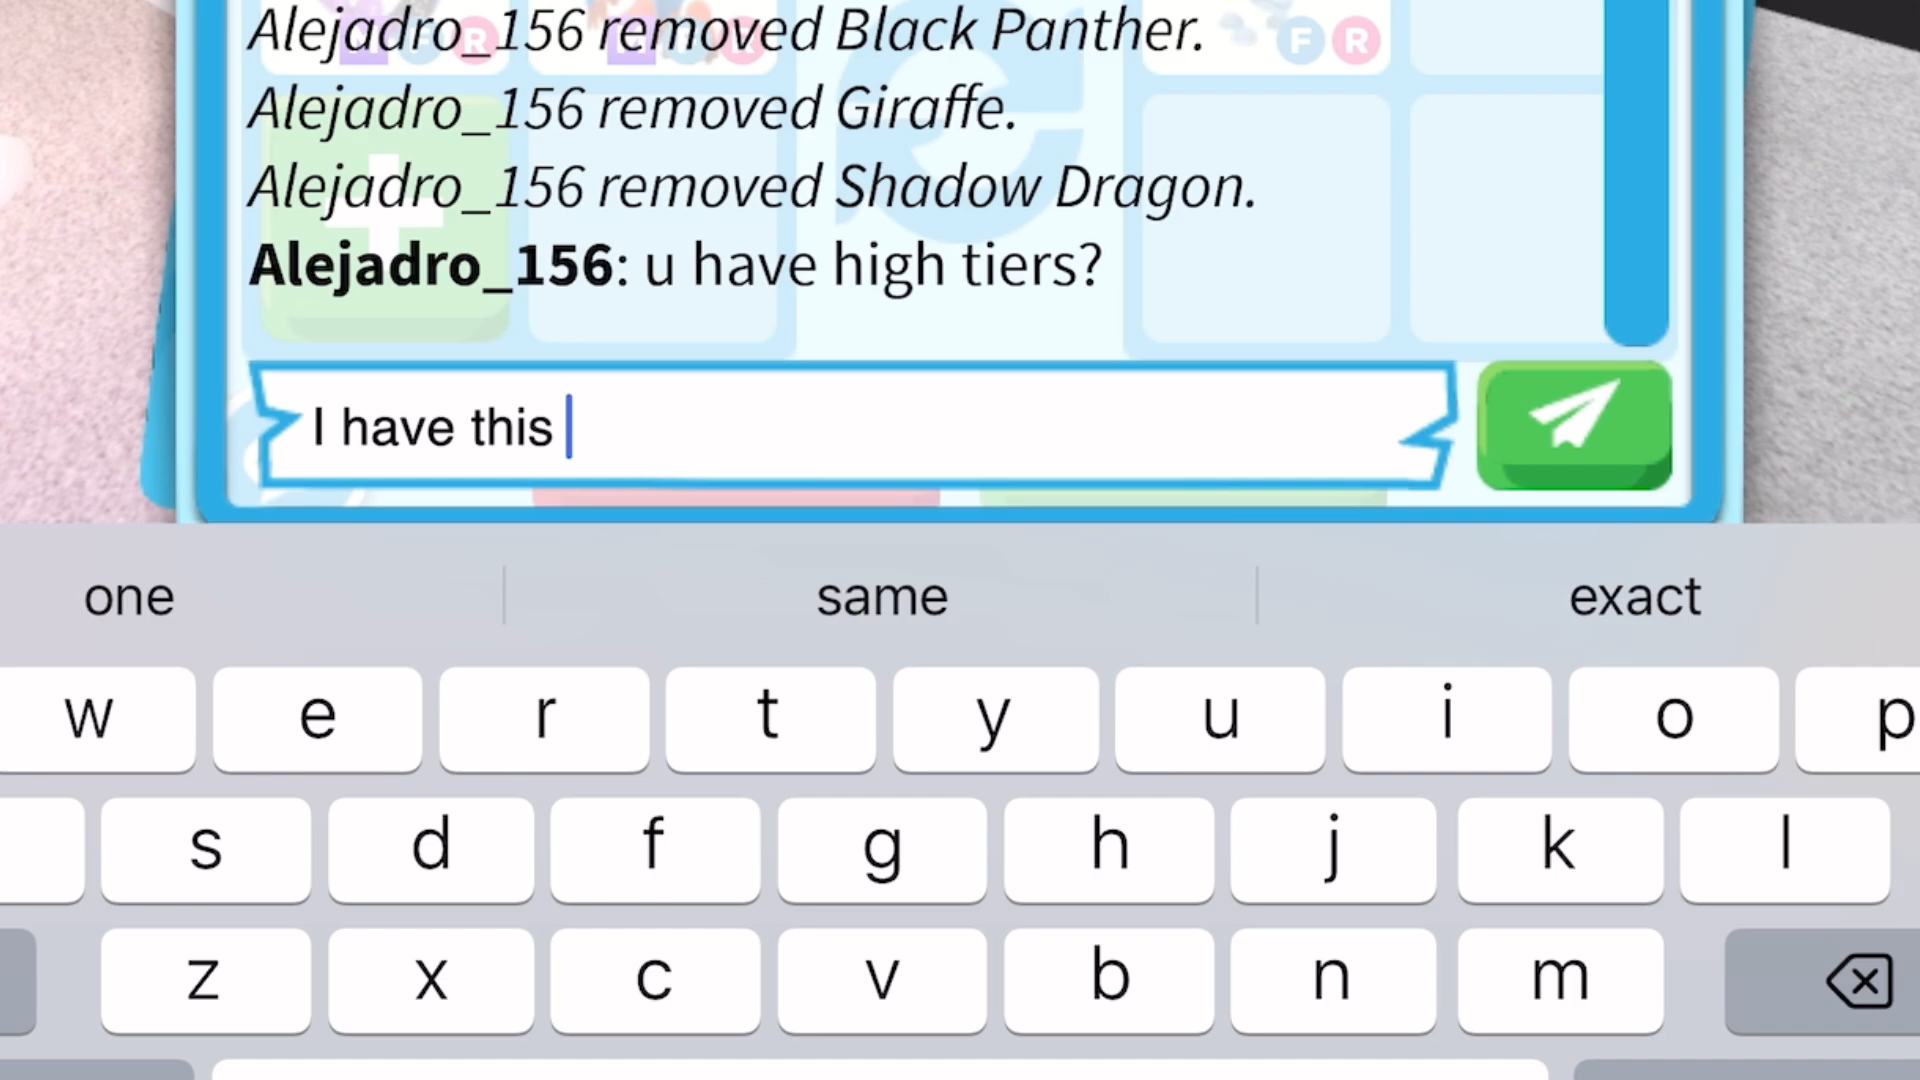 Alejadro_156 removed Black Panther.
Alejadro_156 removed Giraffe.
Alejadro_156 removed Shadow Dragon.
Alejadro_156: u have high tiers?
F R
R
I have this
one same exact
w e r t y u i o p
s d f g h j k l
z x c v b n m